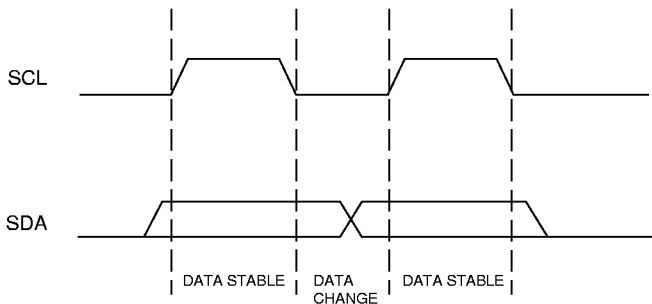 SCL
SDA
DATA STABLE
DATA
CHANGE
DATA STABLE